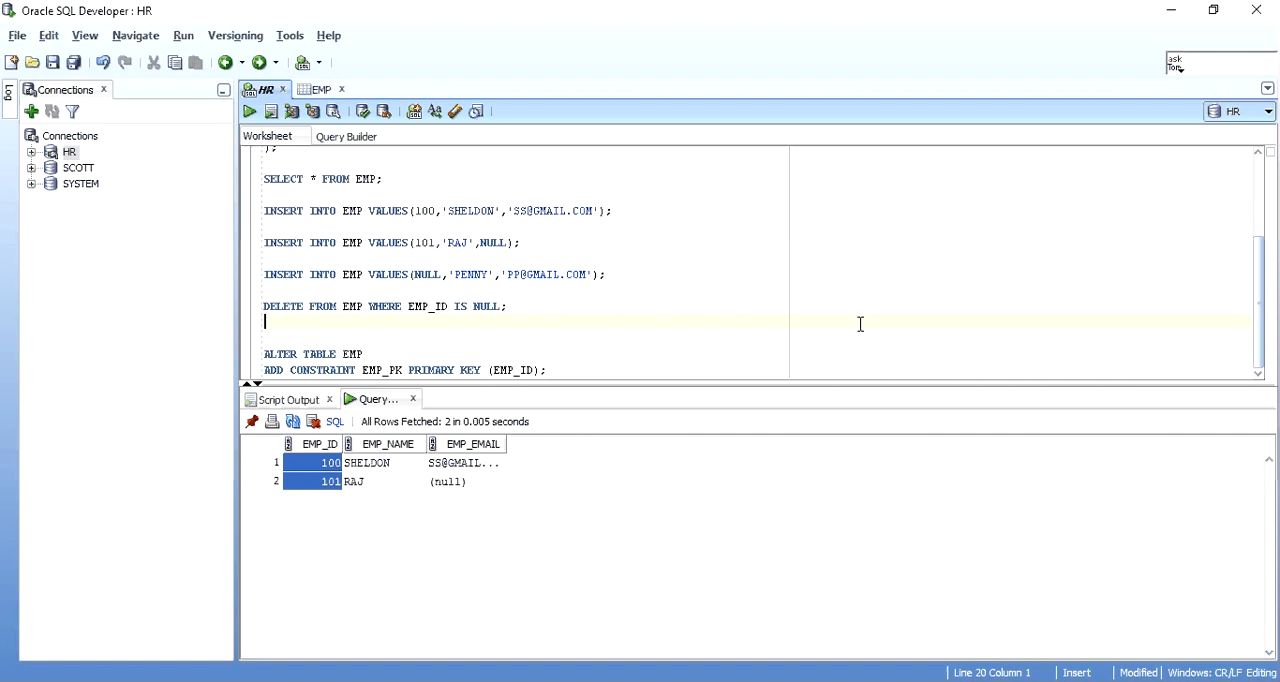 Oracle SQL Developer : HR
File Edit View Navigate Run Versioning Tools Help
ask
Tom
Log
Connections x
HR x EMP x
HR
Connections
HR
SCOTT
SYSTEM
Worksheet Query Builder
);
SELECT * FROM EMP;
INSERT INTO EMP VALUES(100,'SHELDON','SS@GMAIL.COM');
INSERT INTO EMP VALUES(101,'RAJ',NULL);
INSERT INTO EMP VALUES(NULL,'PENNY','PP@GMAIL.COM');
DELETE FROM EMP WHERE EMP_ID IS NULL;
ALTER TABLE EMP
ADD CONSTRAINT EMP_PK PRIMARY KEY (EMP_ID);
Script Output x Query... x
SQL | All Rows Fetched: 2 in 0.005 seconds
EMP_ID EMP_NAME EMP_EMAIL
1 100 SHELDON SS@GMAIL...
2 101 RAJ (null)
Line 20 Column 1 | Insert | Modified | Windows: CR/LF Editing